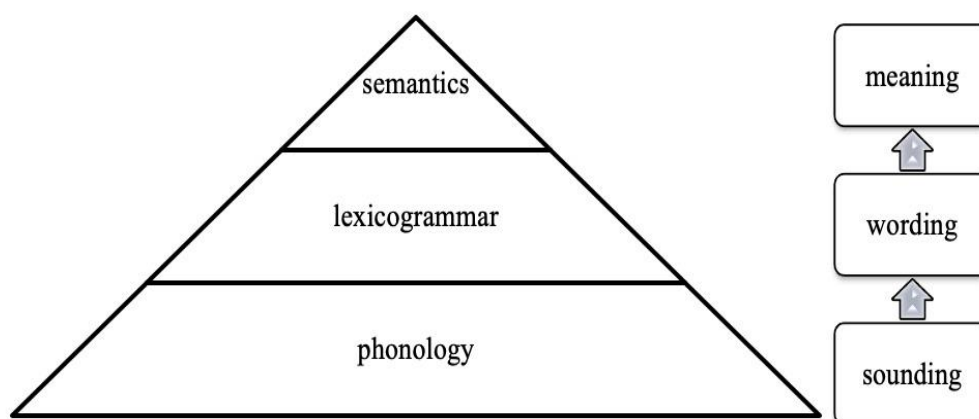 semantics
lexicogrammar
phonology
meaning
wording
sounding